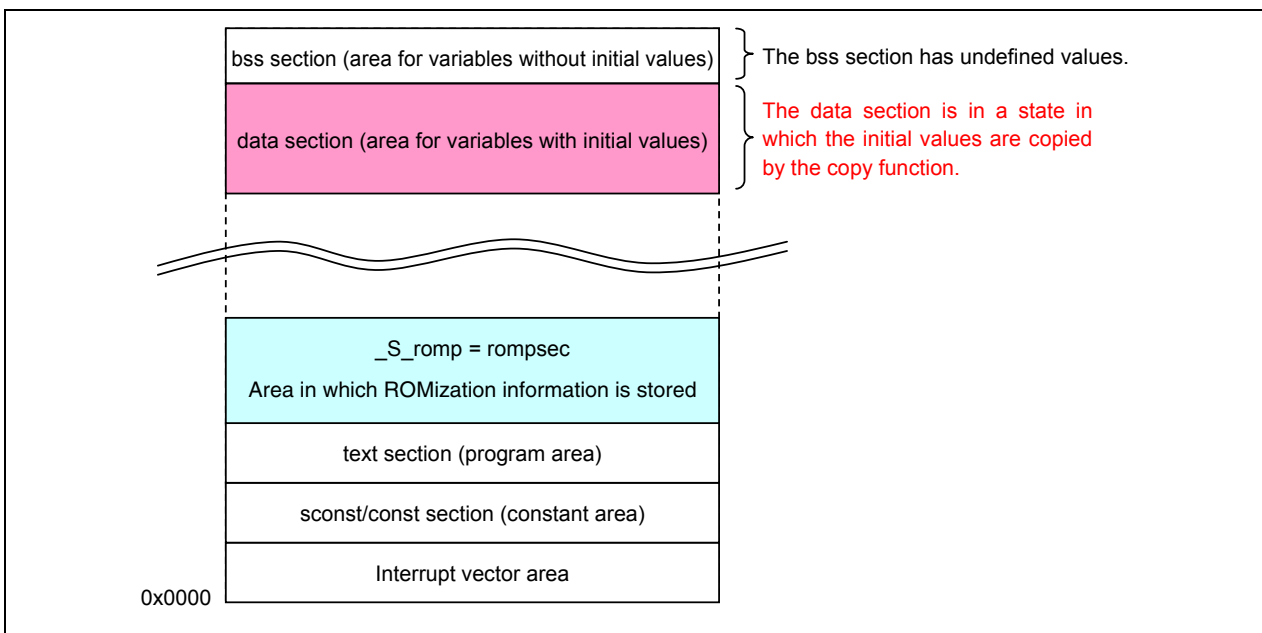 bss section (area for variables without initial values)
The bss section has undefined values.
data section (area for variables with initial values)
The data section is in a state in
which the initial values are copied
by the copy function.
_S_romp = rompsec
Area in which ROMization information is stored
text section (program area)
sconst/const section (constant area)
Interrupt vector area
0x0000